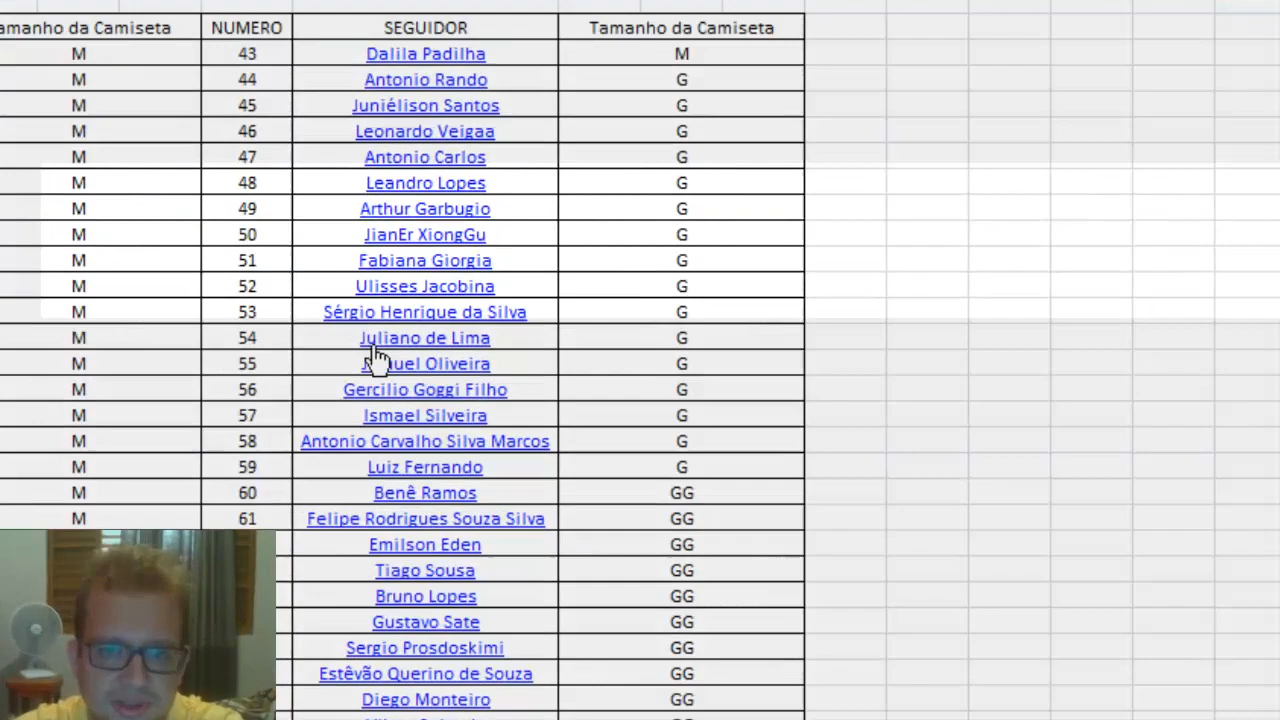 amanho da Camiseta NUMERO SEGUIDOR Tamanho da Camiseta
M 43 Dalila Padilha M
M 44 Antonio Rando G
M 45 Juniélison Santos G
M 46 Leonardo Veigaa G
M 47 Antonio Carlos G
M 48 Leandro Lopes G
M 49 Arthur Garbugio G
M 50 JianEr XiongGu G
M 51 Fabiana Giorgia G
M 52 Ulisses Jacobina G
M 53 Sérgio Henrique da Silva G
M 54 Juliano de Lima G
M 55 Oliveira G
M 56 Gercilio Goggi Filho G
M 57 Ismael Silveira G
M 58 Antonio Carvalho Silva Marcos G
M 59 Luiz Fernando G
M 60 Benê Ramos GG
M 61 Felipe Rodrigues Souza Silva GG
Emilson Eden GG
Tiago Sousa GG
Bruno Lopes GG
Gustavo Sate GG
Sergio Prosdoskimi GG
Estêvão Querino de Souza GG
Diego Monteiro GG